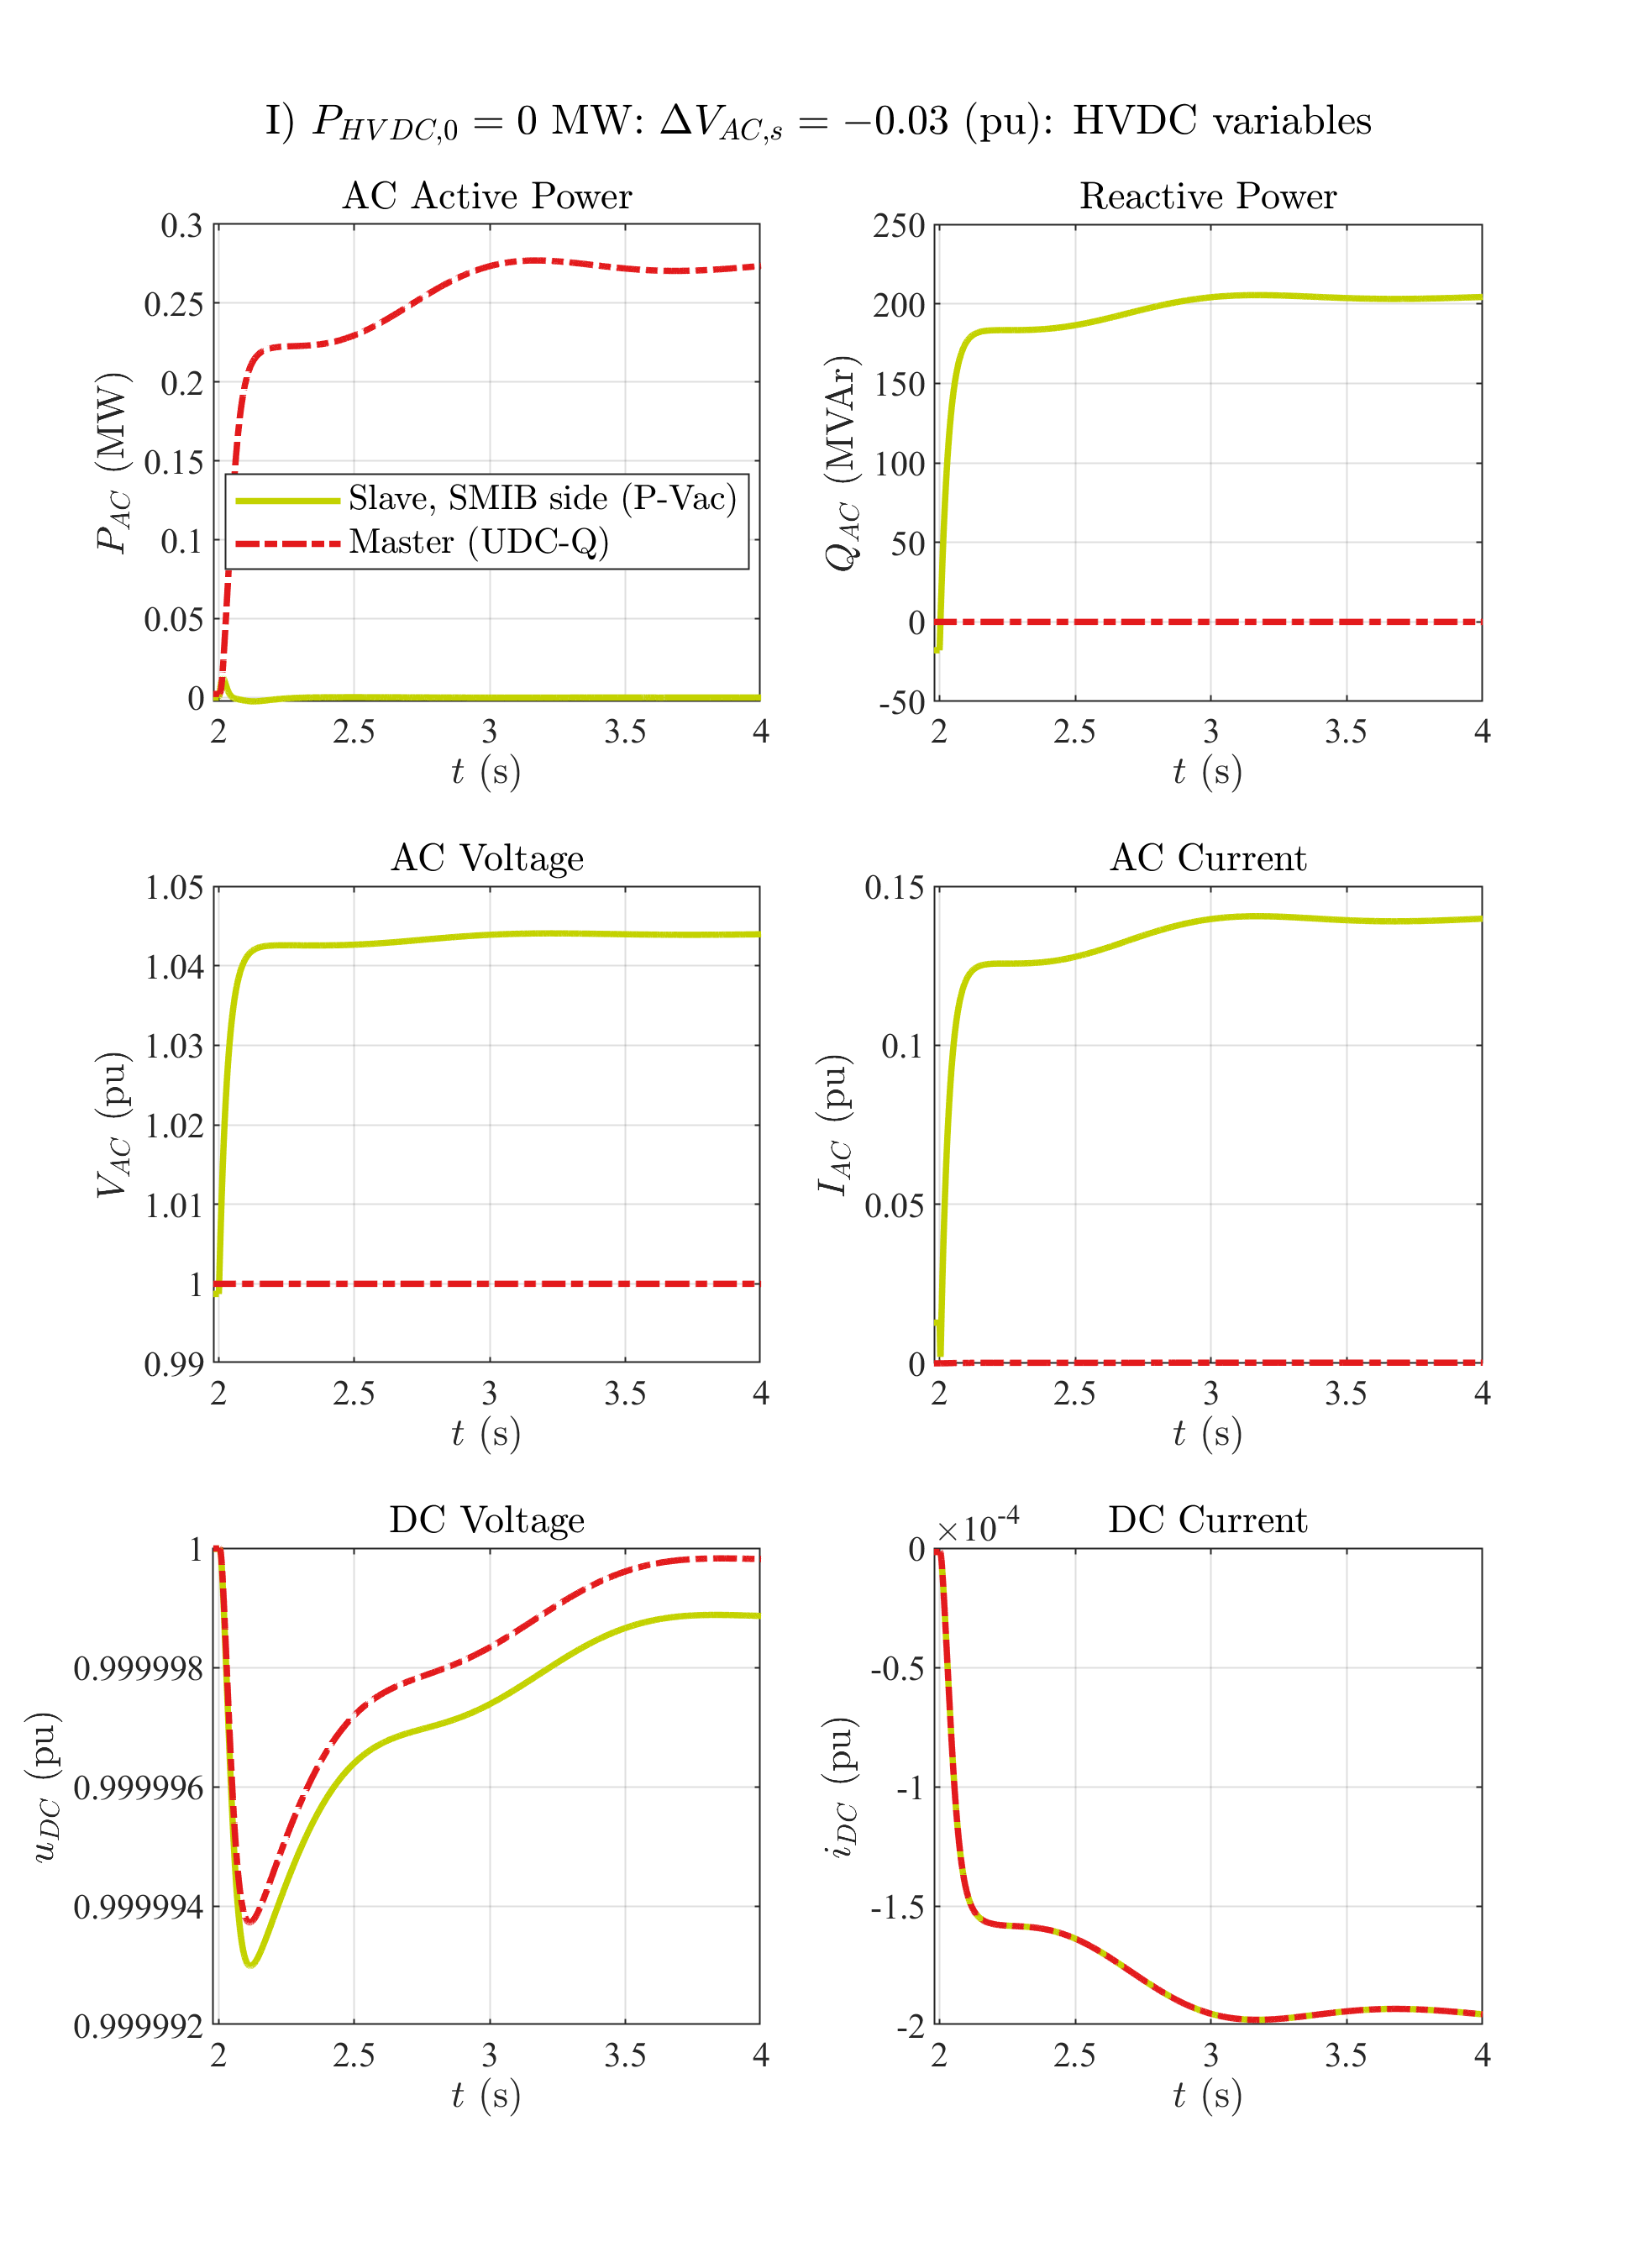 I) P_{HVDC,0} = 0 MW: ΔV_{AC,s} = −0.03 (pu): HVDC variables
AC Active Power
0.3
0.25
0.2
0.15
0.1
0.05
0
P_{AC} (MW)
Slave, SMIB side (P-Vac)
Master (UDC-Q)
2 2.5 3 3.5 4
t (s)
Reactive Power
250
200
150
100
50
0
-50
Q_{AC} (MVAr)
2 2.5 3 3.5 4
t (s)
AC Voltage
1.05
1.04
1.03
1.02
1.01
1
0.99
V_{AC} (pu)
2 2.5 3 3.5 4
t (s)
AC Current
0.15
0.1
0.05
0
I_{AC} (pu)
2 2.5 3 3.5 4
t (s)
DC Voltage
1
0.999998
0.999996
0.999994
0.999992
u_{DC} (pu)
2 2.5 3 3.5 4
t (s)
DC Current
×10^{-4}
0
-0.5
-1
-1.5
-2
i_{DC} (pu)
2 2.5 3 3.5 4
t (s)